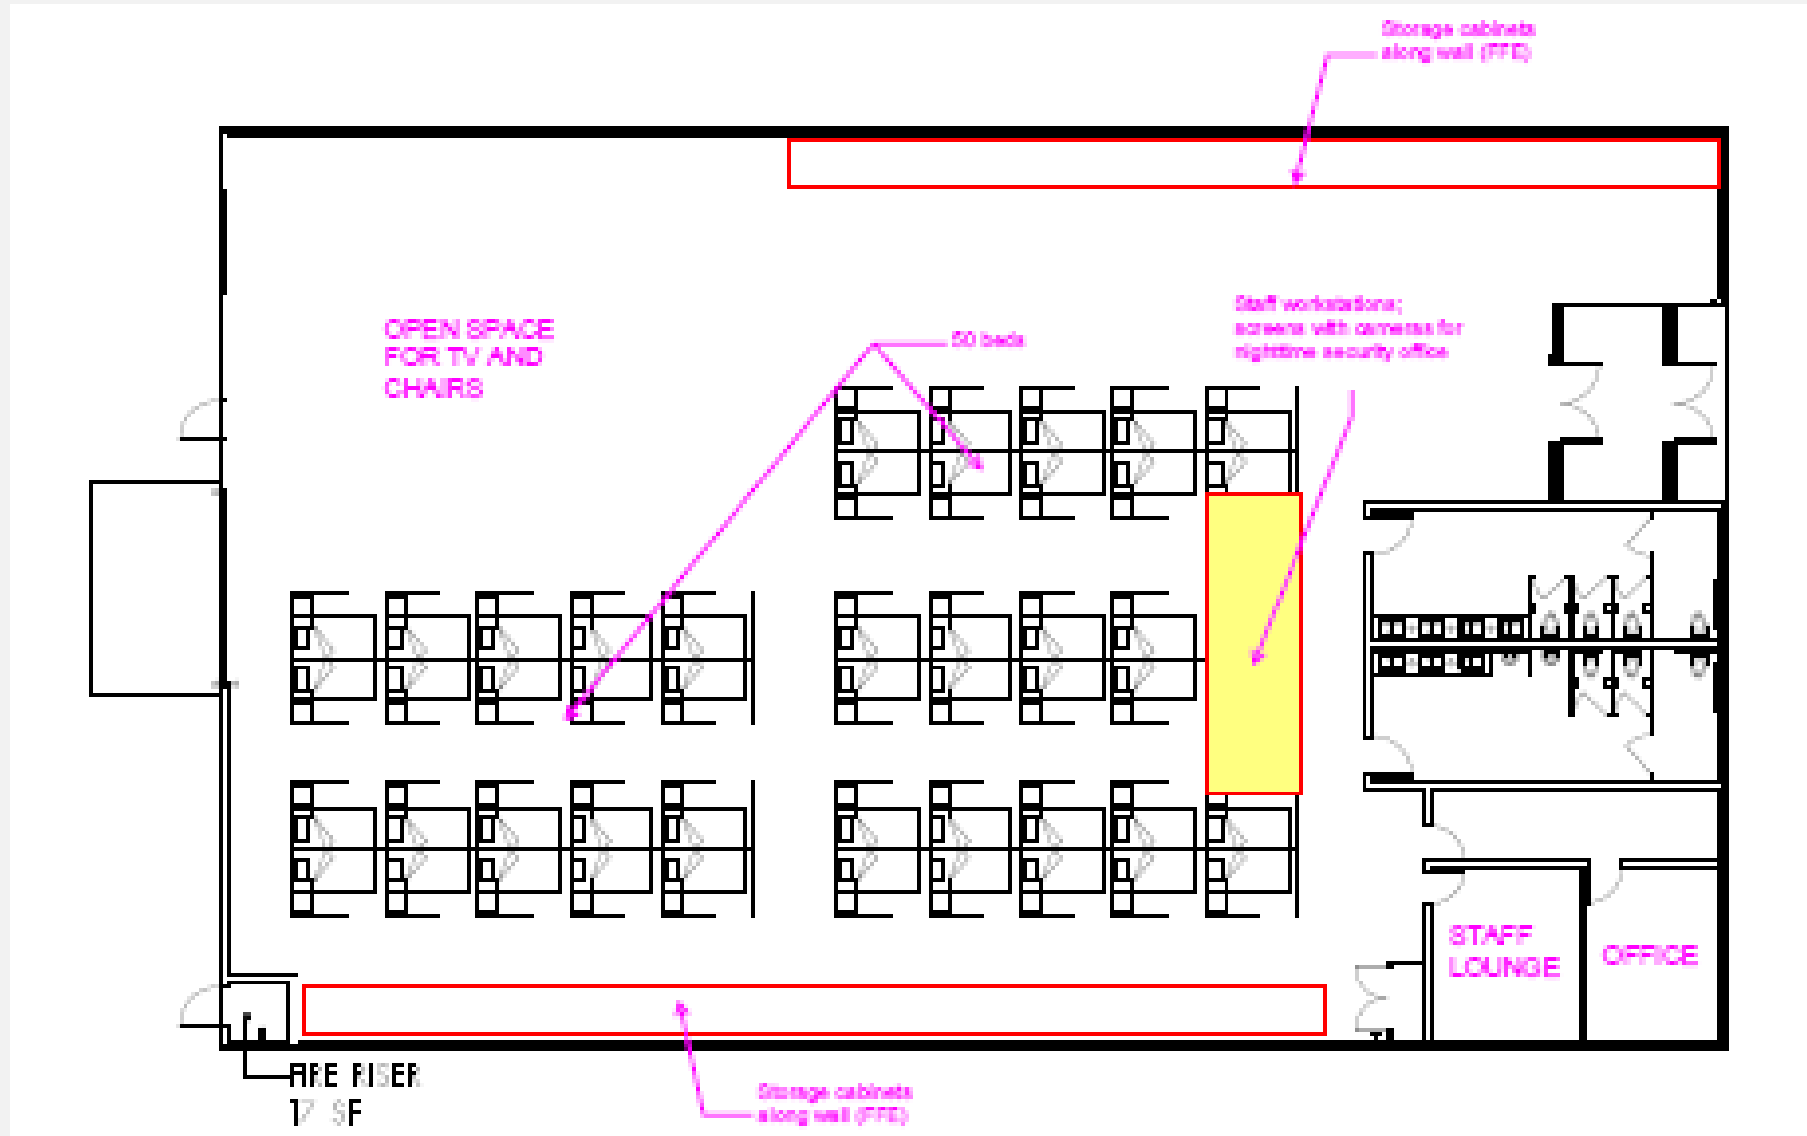 Storage cabinets
along wall (FFE)
Staff workstations;
screens with cameras for
nighttime security office
OPEN SPACE
FOR TV AND
CHAIRS
50 beds
STAFF
LOUNGE
OFFICE
FIRE RISER
17 SF
Storage cabinets
along wall (FFE)